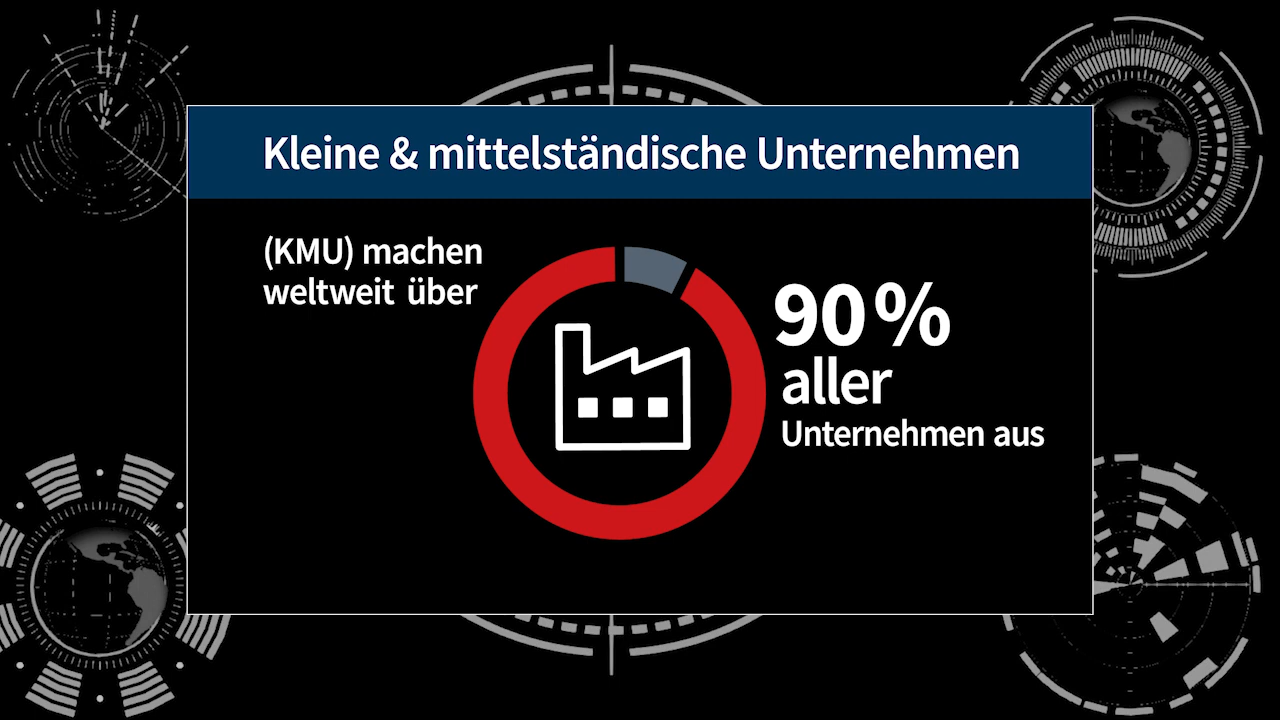 Kleine & mittelständische Unternehmen
(KMU) machen
weltweit über
90%
aller
Unternehmen aus